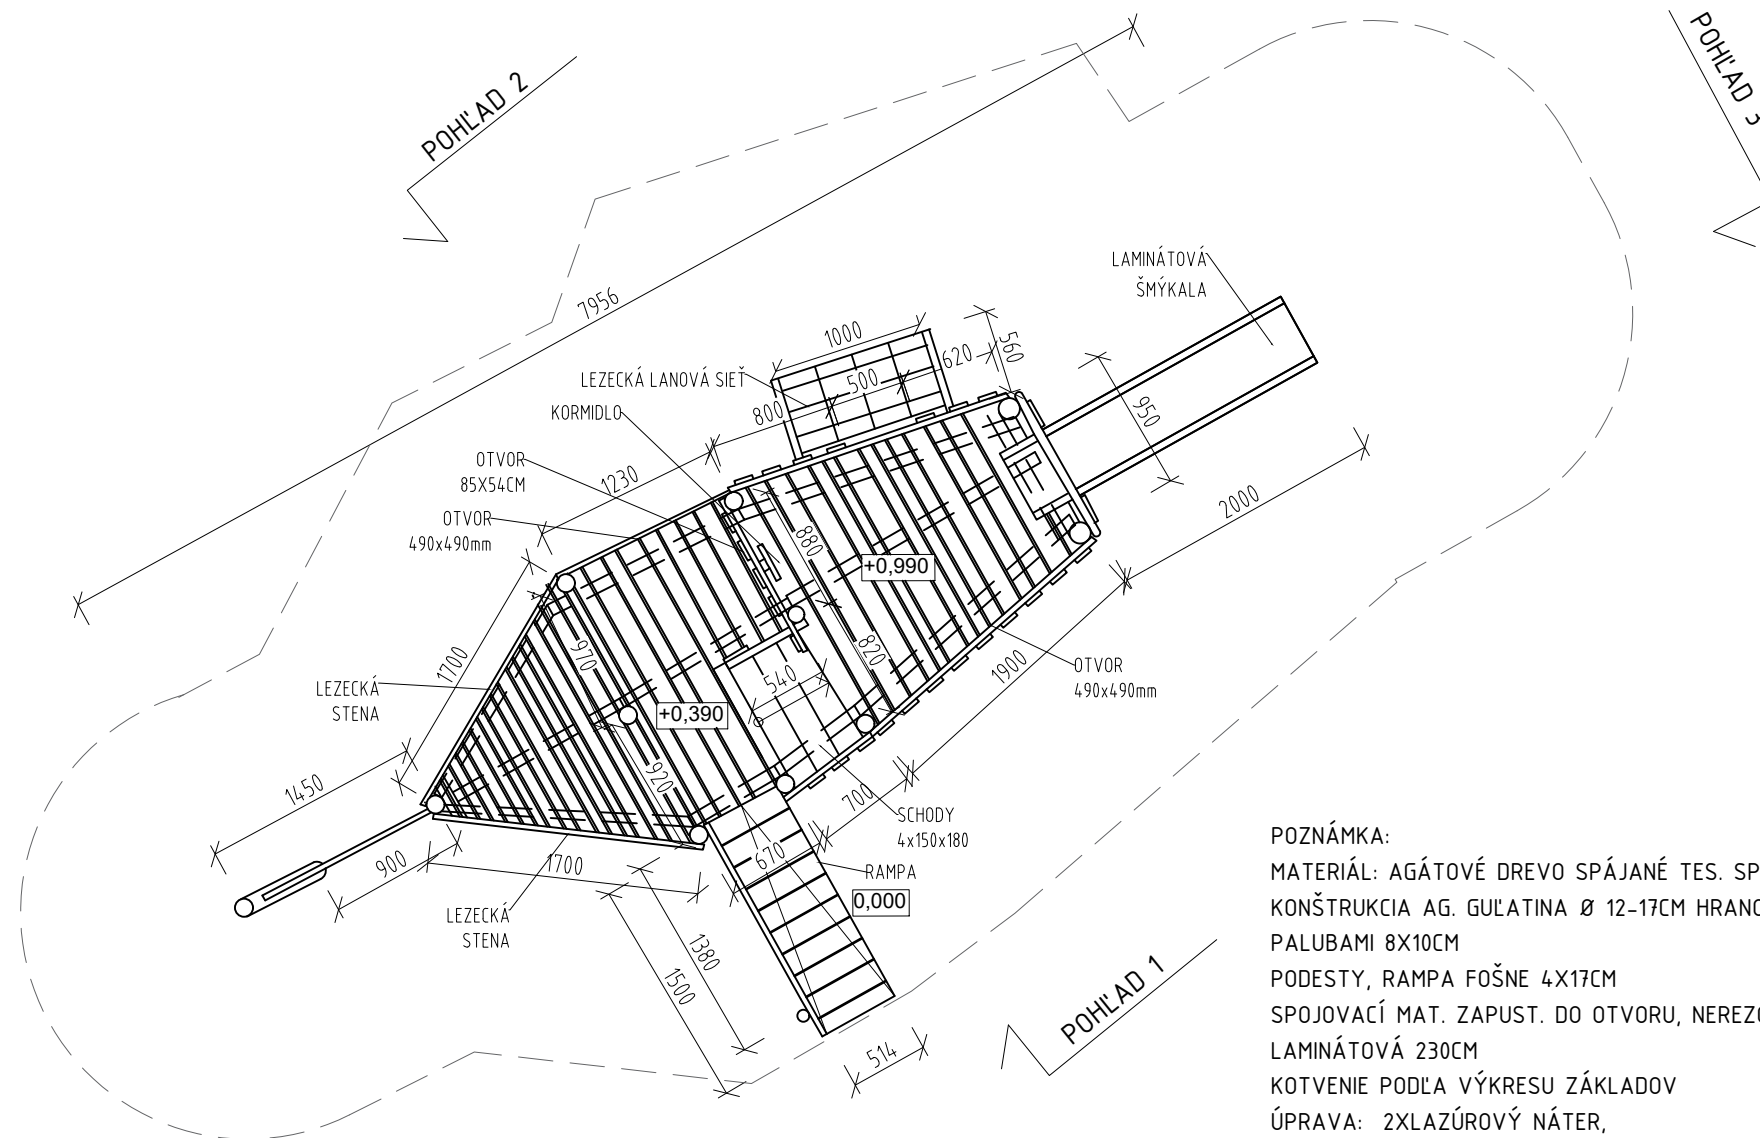 POHĽAD 2
POHĽAD 3
7956
LAMINÁTOVÁ
ŠMÝKALA
1000
560
620
500
LEZECKÁ LANOVÁ SIEŤ
800
950
KORMIDLO
OTVOR
85X54CM
1230
2000
OTVOR
490x490mm
880
+0,990
1700
970
820
1900
OTVOR
490x490mm
540
LEZECKÁ
STENA
+0,390
1450
920
700
SCHODY
4x150x180
900
1700
670
RAMPA
0,000
LEZECKÁ
STENA
1380
1500
POHĽAD 1
514
POZNÁMKA:
MATERIÁL: AGÁTOVÉ DREVO SPÁJANÉ TES. SP
KONŠTRUKCIA AG. GUĽATINA Ø 12-17CM HRANO
PALUBAMI 8X10CM
PODESTY, RAMPA FOŠNE 4X17CM
SPOJOVACÍ MAT. ZAPUST. DO OTVORU, NEREZO
LAMINÁTOVÁ 230CM
KOTVENIE PODĽA VÝKRESU ZÁKLADOV
ÚPRAVA: 2XLAZÚROVÝ NÁTER,